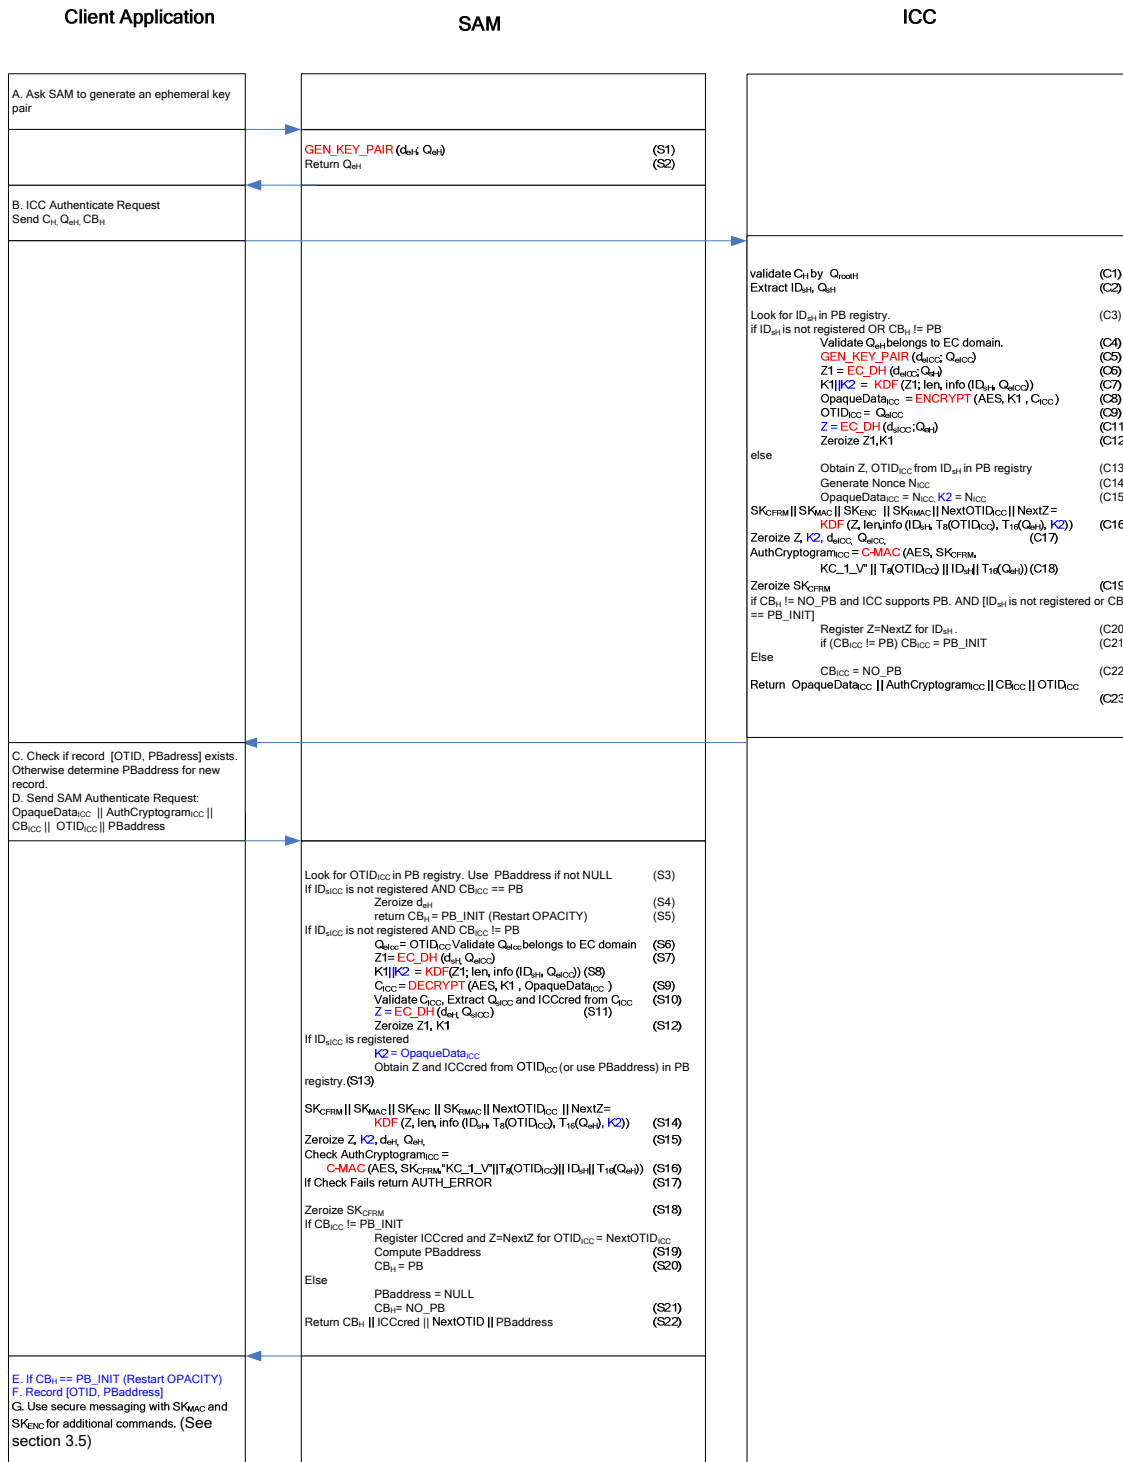 Client Application
SAM
ICC
A. Ask SAM to generate an ephemeral key
pair
GEN_KEY_PAIR (deH; QeH) (S1)
Return QeH (S2)
B. ICC Authenticate Request
Send CH, QeH, CBH
validate CH by QrootH (C1)
Extract IDsH, QsH (C2)
Look for IDsH in PB registry. (C3)
if IDsH is not registered OR CBH != PB
Validate QeH belongs to EC domain. (C4)
GEN_KEY_PAIR (deICC; QeICC) (C5)
Z1 = EC_DH (deICC; QsH) (C6)
K1||K2 = KDF (Z1; len, info (IDsH, QeICC)) (C7)
OpaqueDataICC = ENCRYPT (AES, K1 , CICC) (C8)
OTIDICC = QeICC (C9)
Z = EC_DH (dsICC; QeH) (C11
Zeroize Z1,K1 (C12
else
Obtain Z, OTIDICC from IDsH in PB registry (C13
Generate Nonce NICC (C14
OpaqueDataICC = NICC, K2 = NICC (C15
SKCFRM || SKMAC || SKENC || SKRMAC || NextOTIDICC || NextZ=
KDF (Z, len,info (IDsH, T8(OTIDICC), T16(QeH), K2)) (C16
Zeroize Z, K2, deICC, QeICC, (C17)
AuthCryptogramICC = C-MAC (AES, SKCFRM,
KC_1_V" || T8(OTIDICC) || IDsH || T16(QeH)) (C18)
Zeroize SKCFRM (C19
if CBH != NO_PB and ICC supports PB. AND [IDsH is not registered or CB
== PB_INIT]
Register Z=NextZ for IDsH . (C20
if (CBICC != PB) CBICC = PB_INIT (C21
Else
CBICC = NO_PB (C22
Return OpaqueDataICC || AuthCryptogramICC || CBICC || OTIDICC
(C23
C. Check if record [OTID, PBadress] exists.
Otherwise determine PBaddress for new
record.
D. Send SAM Authenticate Request:
OpaqueDataICC || AuthCryptogramICC ||
CBICC || OTIDICC || PBaddress
Look for OTIDICC in PB registry. Use PBaddress if not NULL (S3)
If IDsICC is not registered AND CBICC == PB
Zeroize deH (S4)
return CBH = PB_INIT (Restart OPACITY) (S5)
If IDsICC is not registered AND CBICC != PB
QeIcc = OTIDICC Validate QeIcc belongs to EC domain (S6)
Z1= EC_DH (dsH, QeICC) (S7)
K1||K2 = KDF(Z1; len, info (IDsH, QeICC)) (S8)
CICC = DECRYPT (AES, K1 , OpaqueDataICC ) (S9)
Validate CICC, Extract QsICC and ICCcred from CICC (S10)
Z = EC_DH (deH, QsICC) (S11)
Zeroize Z1, K1 (S12)
If IDsICC is registered
K2 = OpaqueDataICC
Obtain Z and ICCcred from OTIDICC (or use PBaddress) in PB
registry. (S13)
SKCFRM || SKMAC || SKENC || SKRMAC || NextOTIDICC || NextZ=
KDF (Z, len, info (IDsH, T8(OTIDICC), T16(QeH), K2)) (S14)
Zeroize Z, K2, deH, QeH, (S15)
Check AuthCryptogramICC =
C-MAC (AES, SKCFRM,"KC_1_V"||T8(OTIDICC)|| IDsH|| T16(QeH)) (S16)
If Check Fails return AUTH_ERROR (S17)
Zeroize SKCFRM (S18)
If CBICC != PB_INIT
Register ICCcred and Z=NextZ for OTIDICC = NextOTIDICC
Compute PBaddress (S19)
CBH = PB (S20)
Else
PBaddress = NULL
CBH= NO_PB (S21)
Return CBH || ICCcred || NextOTID || PBaddress (S22)
E. If CBH == PB_INIT (Restart OPACITY)
F. Record [OTID, PBaddress]
G. Use secure messaging with SKMAC and
SKENC for additional commands. (See
section 3.5)